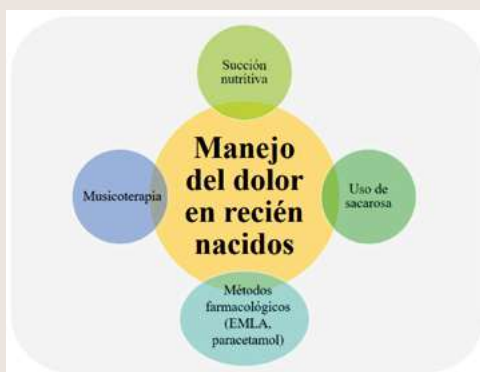 Succión
nutritiva
Manejo
del dolor
en recién
nacidos
Musicoterapia
Uso de
sacarosa
Métodos
farmacológicos
(EMLA,
paracetamol)